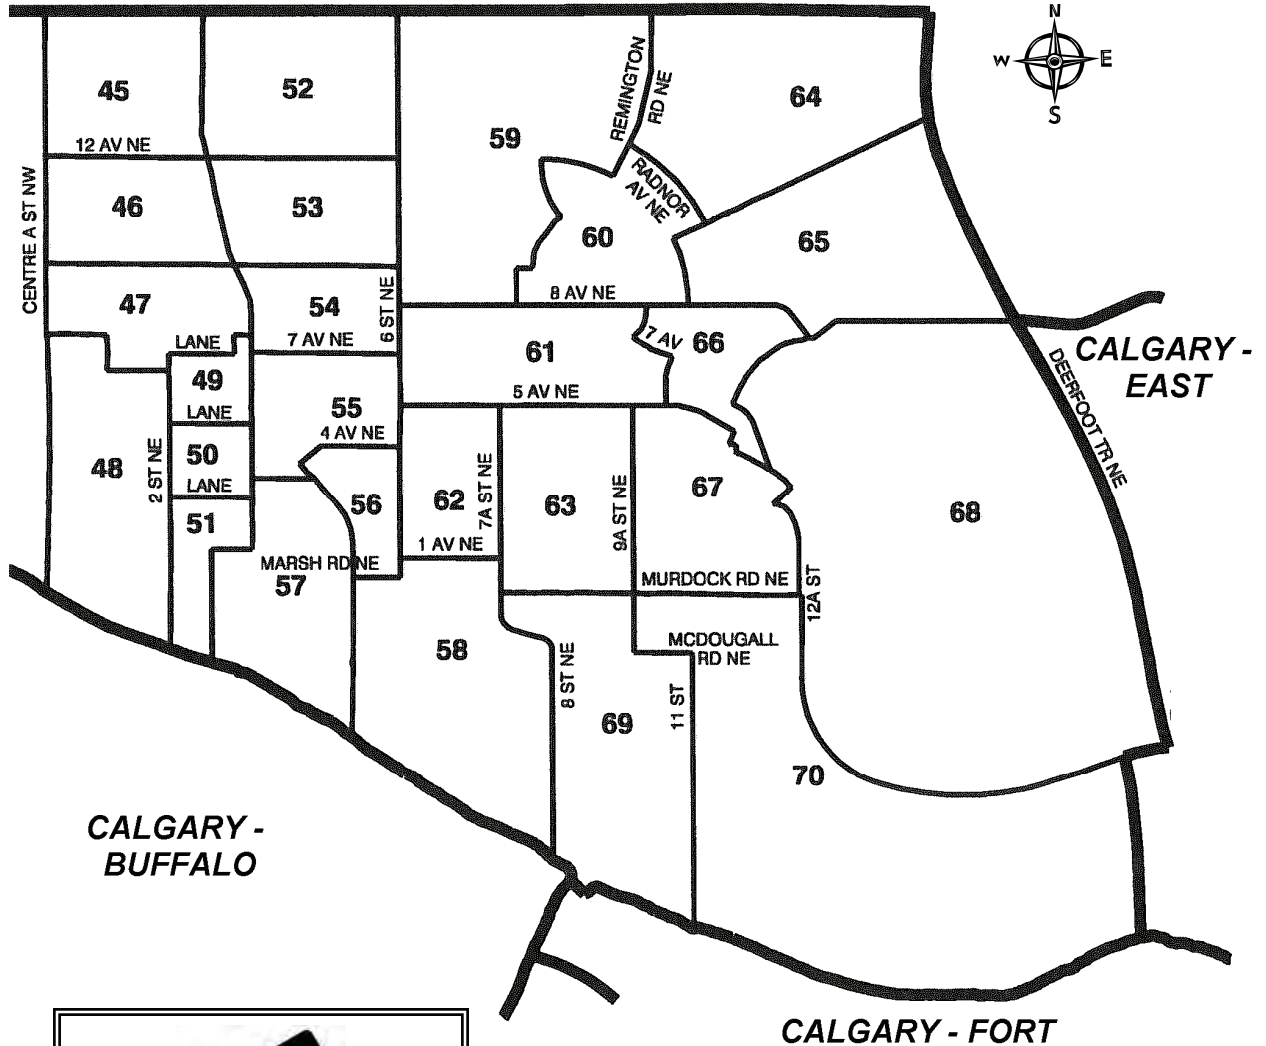 N
W
E
S
45
52
59
REMINGTON
RD NE
64
12 AV NE
CENTRE A ST NW
46
53
RADNOR
AV NE
60
65
47
54
6 ST NE
8 AV NE
LANE
7 AV NE
61
7 AV
66
CALGARY -
EAST
DEERFOOT TR NE
49
5 AV NE
LANE
55
4 AV NE
48
2 ST NE
50
LANE
51
56
62
7A ST NE
63
9A ST NE
67
68
1 AV NE
MARSH RD NE
57
MURDOCK RD NE
12A ST
58
MCDOUGALL
RD NE
8 ST NE
69
11 ST
70
CALGARY -
BUFFALO
CALGARY - FORT